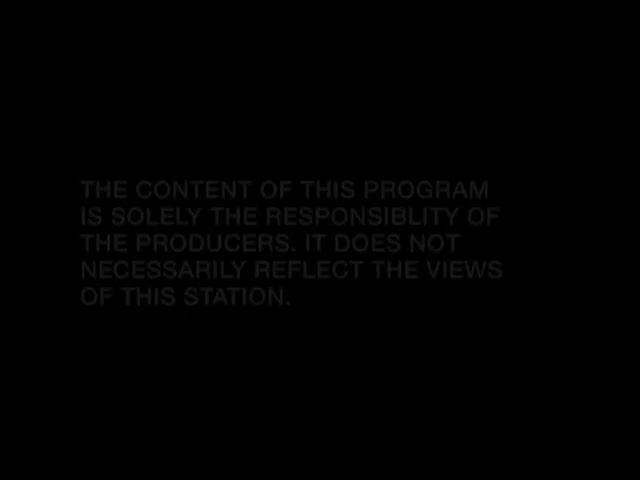 THE CONTENT OF THIS PROGRAM
IS SOLELY THE RESPONSIBLITY OF
THE PRODUCERS. IT DOES NOT
NECESSARILY REFLECT THE VIEWS
OF THIS STATION.